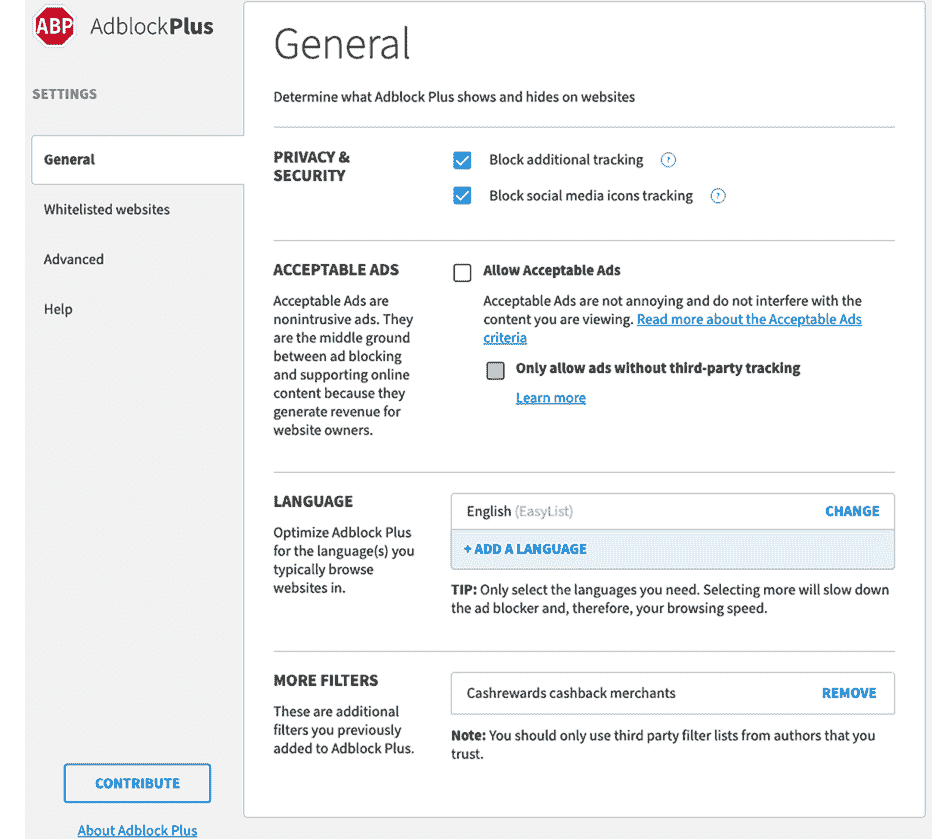 ABP AdblockPlus
SETTINGS
General
Whitelisted websites
Advanced
Help
CONTRIBUTE
About Adblock Plus
General
Determine what Adblock Plus shows and hides on websites
PRIVACY &
SECURITY
Block additional tracking ?
Block social media icons tracking ?
ACCEPTABLE ADS
Acceptable Ads are
nonintrusive ads. They
are the middle ground
between ad blocking
and supporting online
content because they
generate revenue for
website owners.
Allow Acceptable Ads
Acceptable Ads are not annoying and do not interfere with the
content you are viewing. Read more about the Acceptable Ads
criteria
Only allow ads without third-party tracking
Learn more
LANGUAGE
Optimize Adblock Plus
for the language(s) you
typically browse
websites in.
English (EasyList) CHANGE
+ ADD A LANGUAGE
TIP: Only select the languages you need. Selecting more will slow down
the ad blocker and, therefore, your browsing speed.
MORE FILTERS
These are additional
filters you previously
added to Adblock Plus.
Cashrewards cashback merchants REMOVE
Note: You should only use third party filter lists from authors that you
trust.